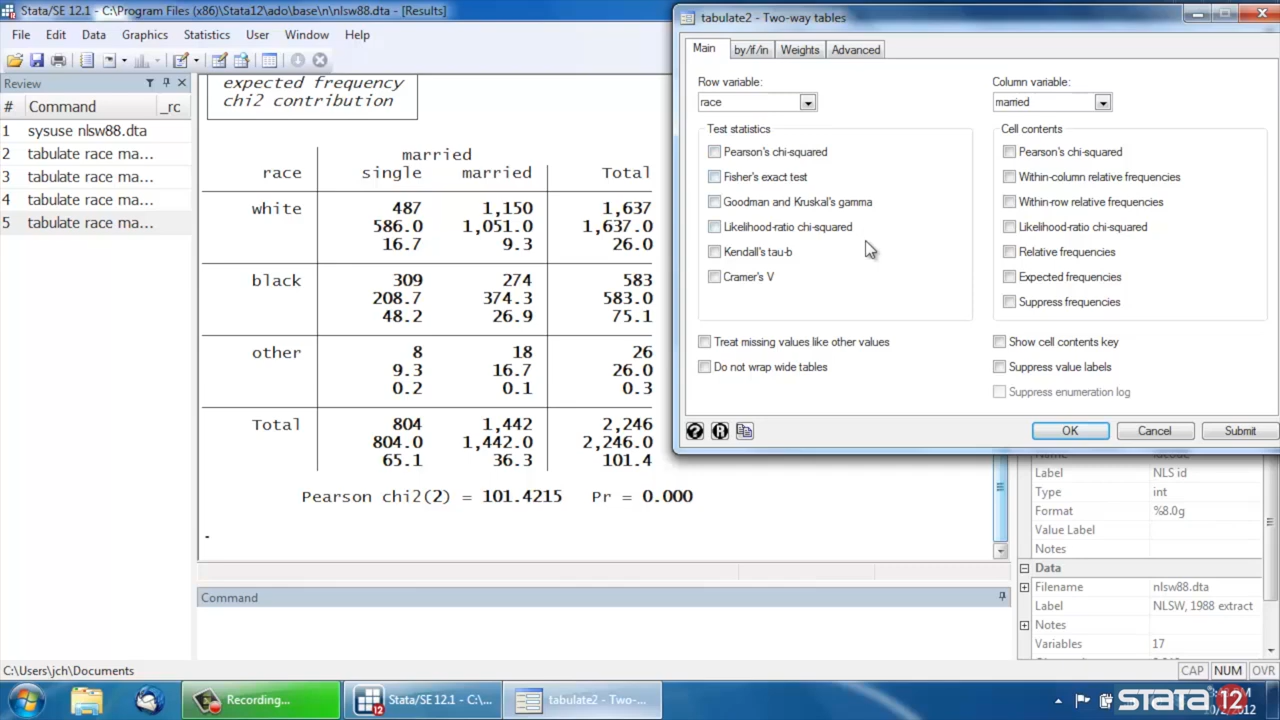 Stata/SE 12.1 - C:\Program Files (x86)\Stata12\ado\base\n\nlsw88.dta - [Results]
File Edit Data Graphics Statistics User Window Help
Review
# Command _rc
1 sysuse nlsw88.dta
2 tabulate race ma...
3 tabulate race ma...
4 tabulate race ma...
5 tabulate race ma...
expected frequency
chi2 contribution
married
race single married Total
white 487 1,150 1,637
586.0 1,051.0 1,637.0
16.7 9.3 26.0
black 309 274 583
208.7 374.3 583.0
48.2 26.9 75.1
other 8 18 26
9.3 16.7 26.0
0.2 0.1 0.3
Total 804 1,442 2,246
804.0 1,442.0 2,246.0
65.1 36.3 101.4
Pearson chi2(2) = 101.4215 Pr = 0.000
.
Command
tabulate2 - Two-way tables
Main by/if/in Weights Advanced
Row variable: Column variable:
race married
Test statistics
Pearson's chi-squared
Fisher's exact test
Goodman and Kruskal's gamma
Likelihood-ratio chi-squared
Kendall's tau-b
Cramer's V
Cell contents
Pearson's chi-squared
Within-column relative frequencies
Within-row relative frequencies
Likelihood-ratio chi-squared
Relative frequencies
Expected frequencies
Suppress frequencies
Treat missing values like other values
Do not wrap wide tables
Show cell contents key
Suppress value labels
Suppress enumeration log
OK Cancel Submit
Label NLS id
Type int
Format %8.0g
Value Label
Notes
Data
Filename nlsw88.dta
Label NLSW, 1988 extract
Notes
Variables 17
C:\Users\jch\Documents
CAP NUM OVR
Recording...
Stata/SE 12.1 - C:\...
tabulate2 - Two-...
STATA 12